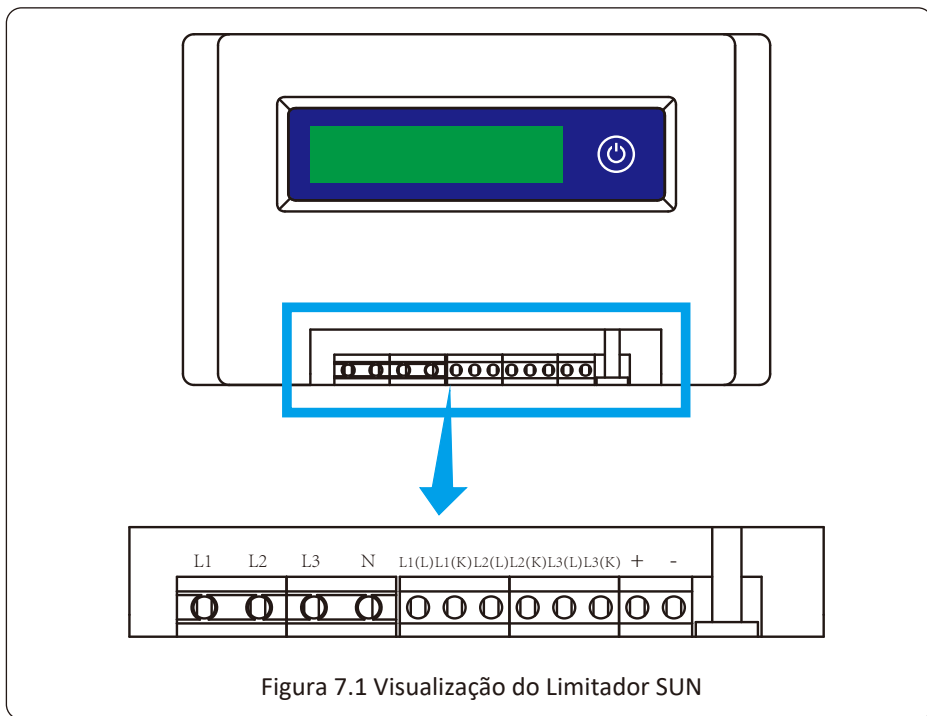 L1 L2 L3 N L1(L) L1(K) L2(L) L2(K) L3(L) L3(K) + -
Figura 7.1 Visualização do Limitador SUN